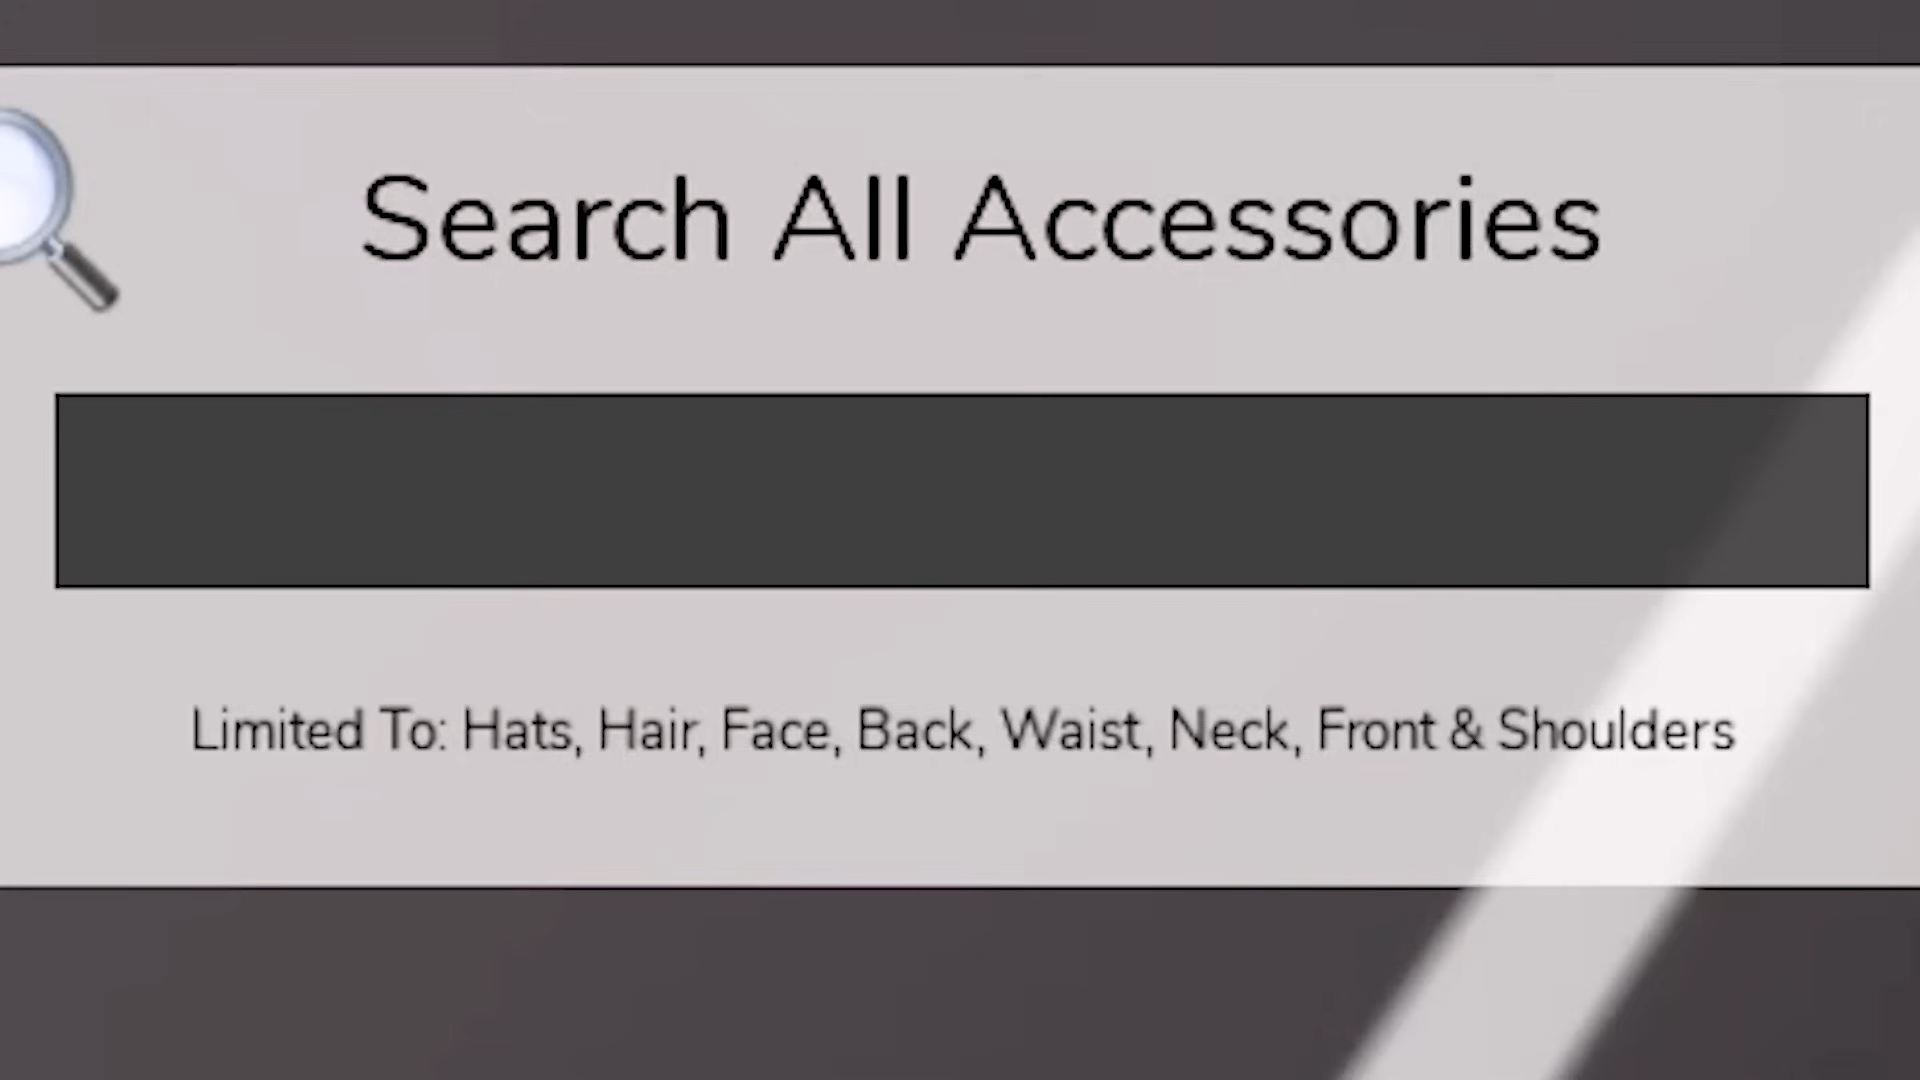 Search All Accessories
Limited To: Hats, Hair, Face, Back, Waist, Neck, Front & Shoulders